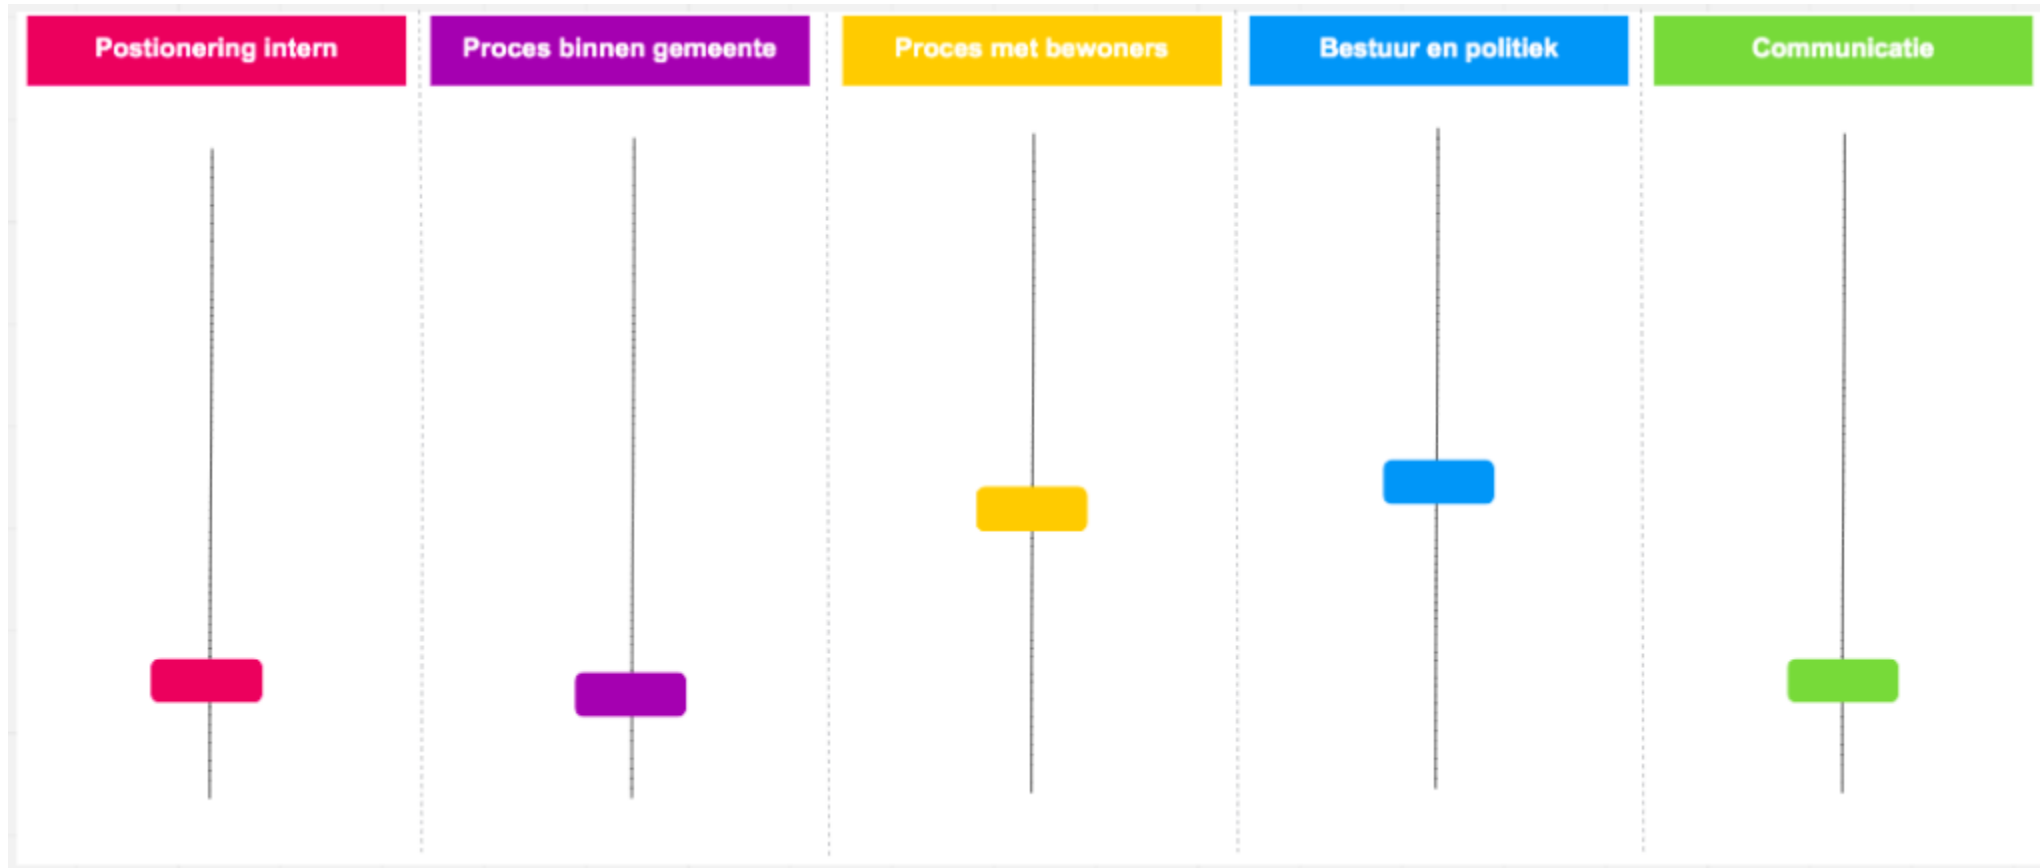 Postionering intern
Proces binnen gemeente
Proces met bewoners
Bestuur en politiek
Communicatie